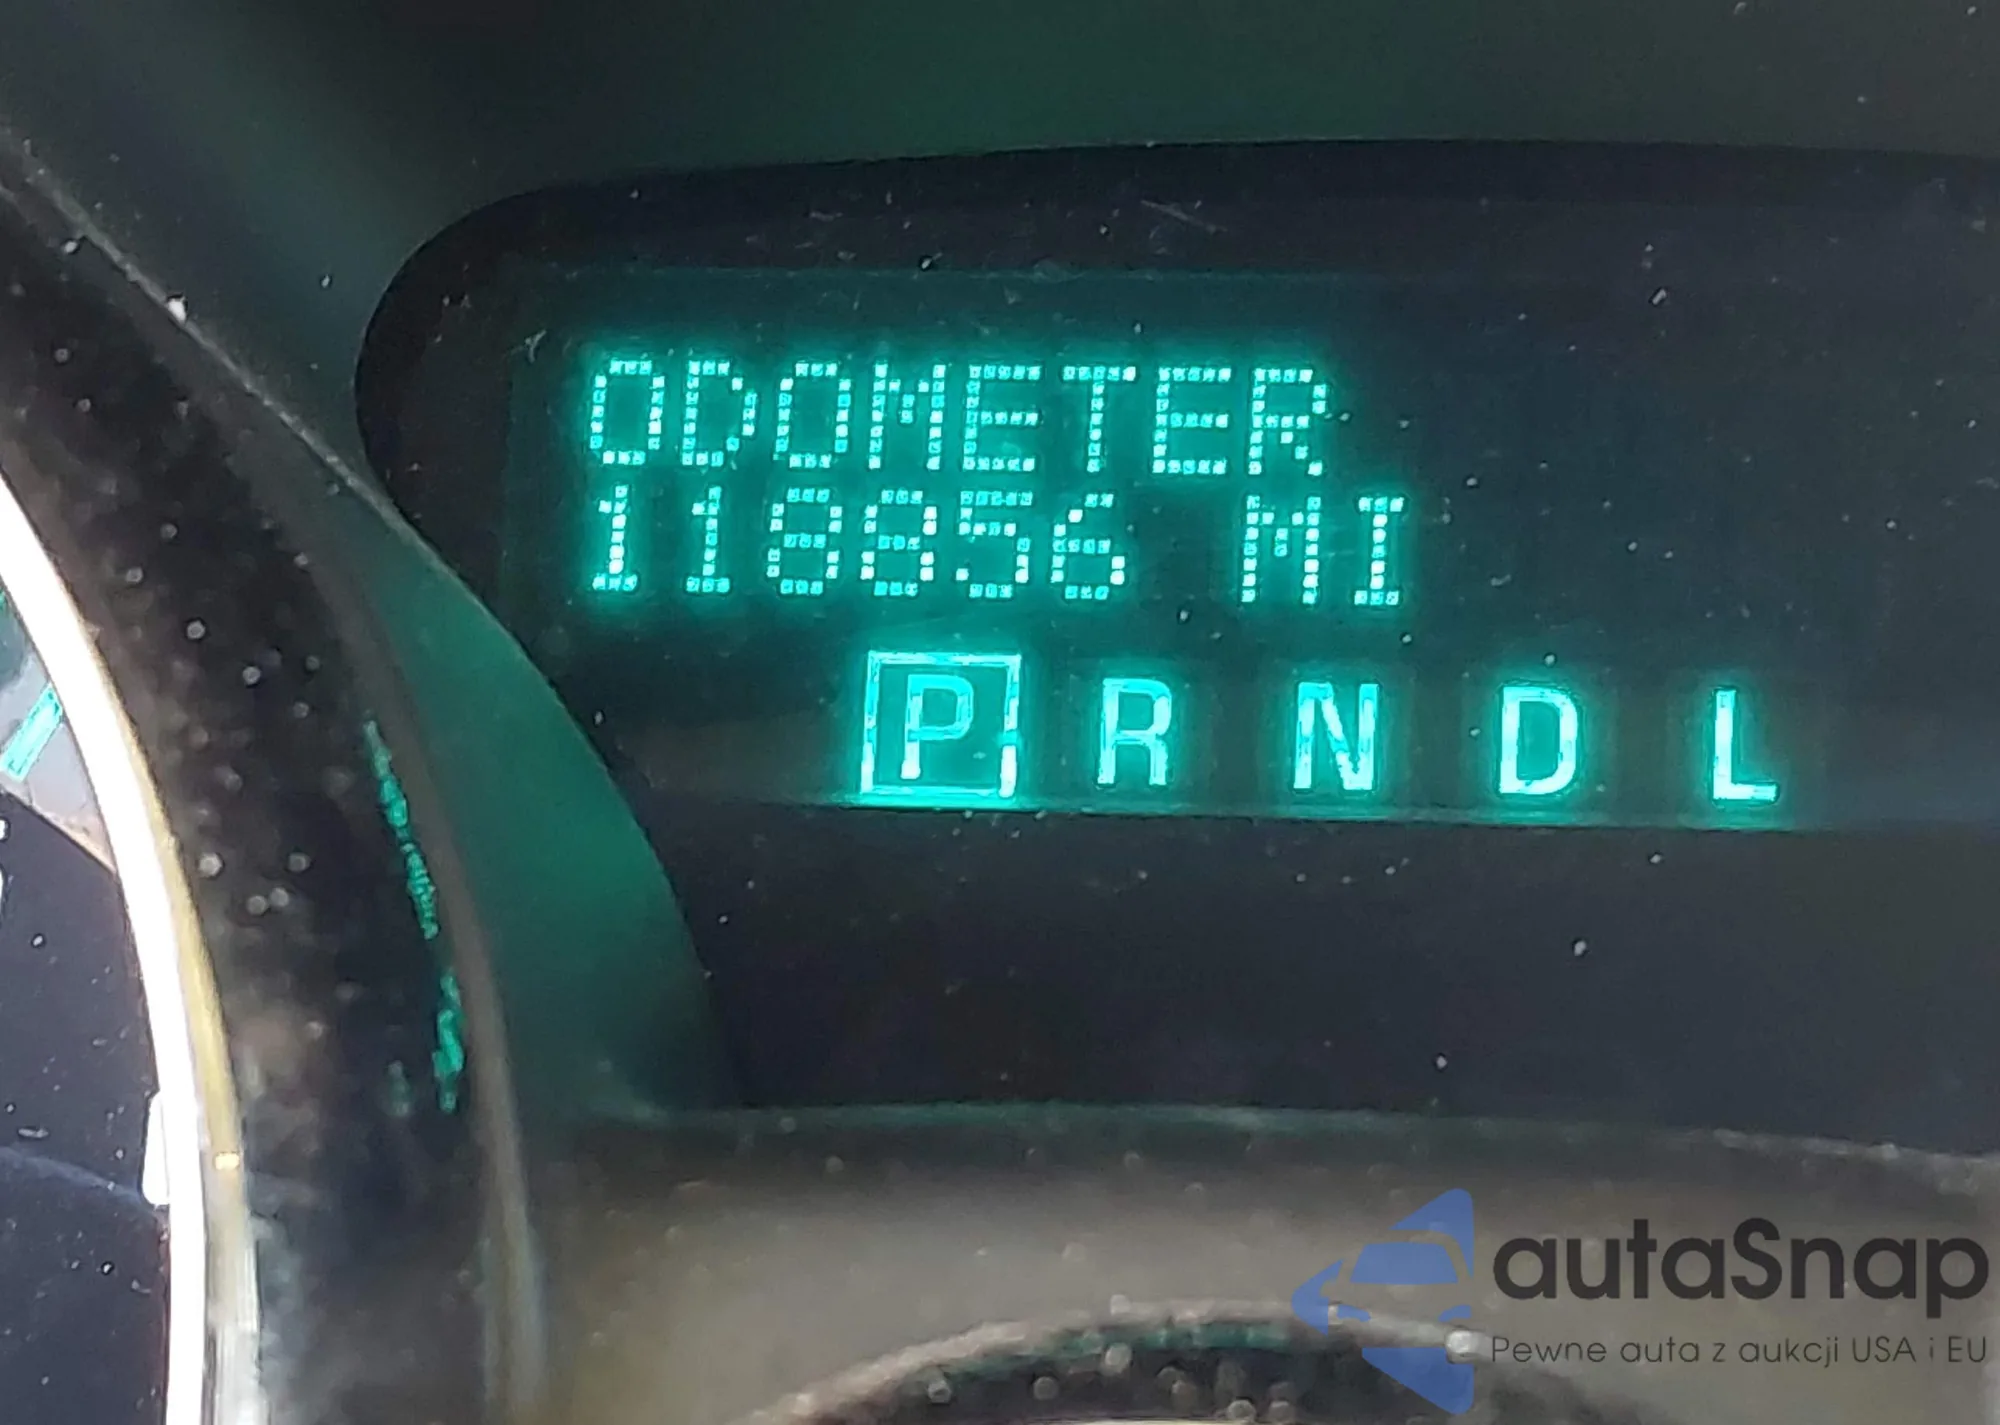 ODOMETER
118856 MI
P R N D L
autaSnap
Pewne auta z aukcji USA i EU